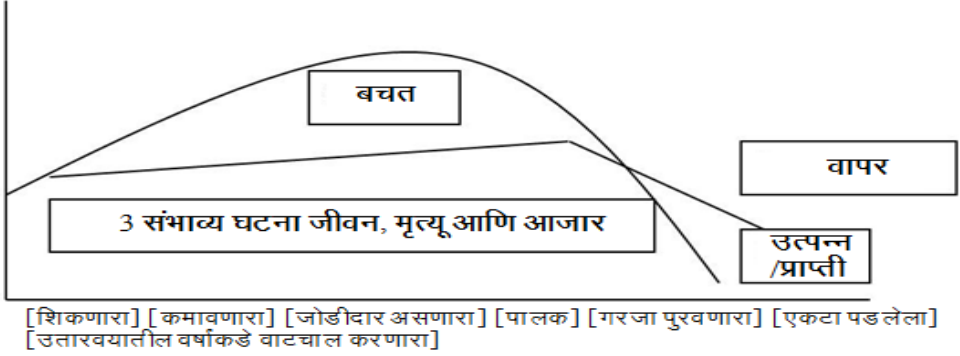 बचत
वापर
3 संभाव्य घटना जीवन, मृत्यू आणि आजार
उत्पन्न
/प्राप्ती
[शिकणारा] [कमावणारा] [जोडीदार असणारा] [पालक] [गरजा पुरवणारा] [एकटा पडलेला]
[उतारवयातील वर्षाकडे वाटचाल करणारा]